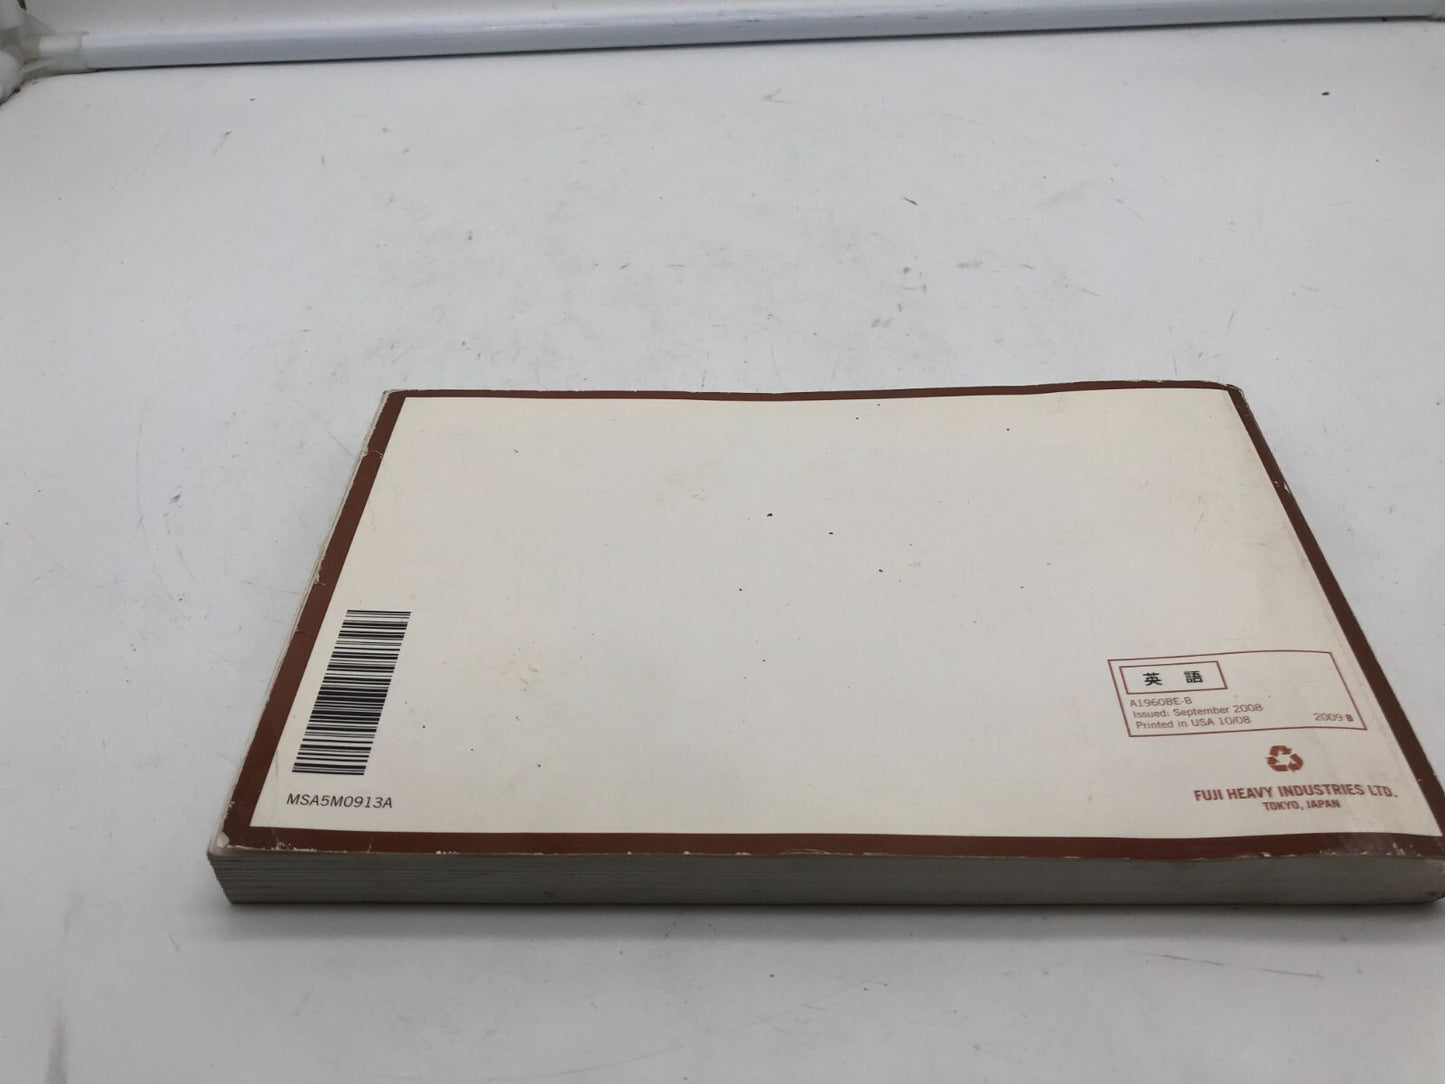 英 語
A1960BE-B
Issued: September 2008
Printed in USA 10/08
2009 B
FUJI HEAVY INDUSTRIES LTD.
TOKYO, JAPAN
MSA5M0913A